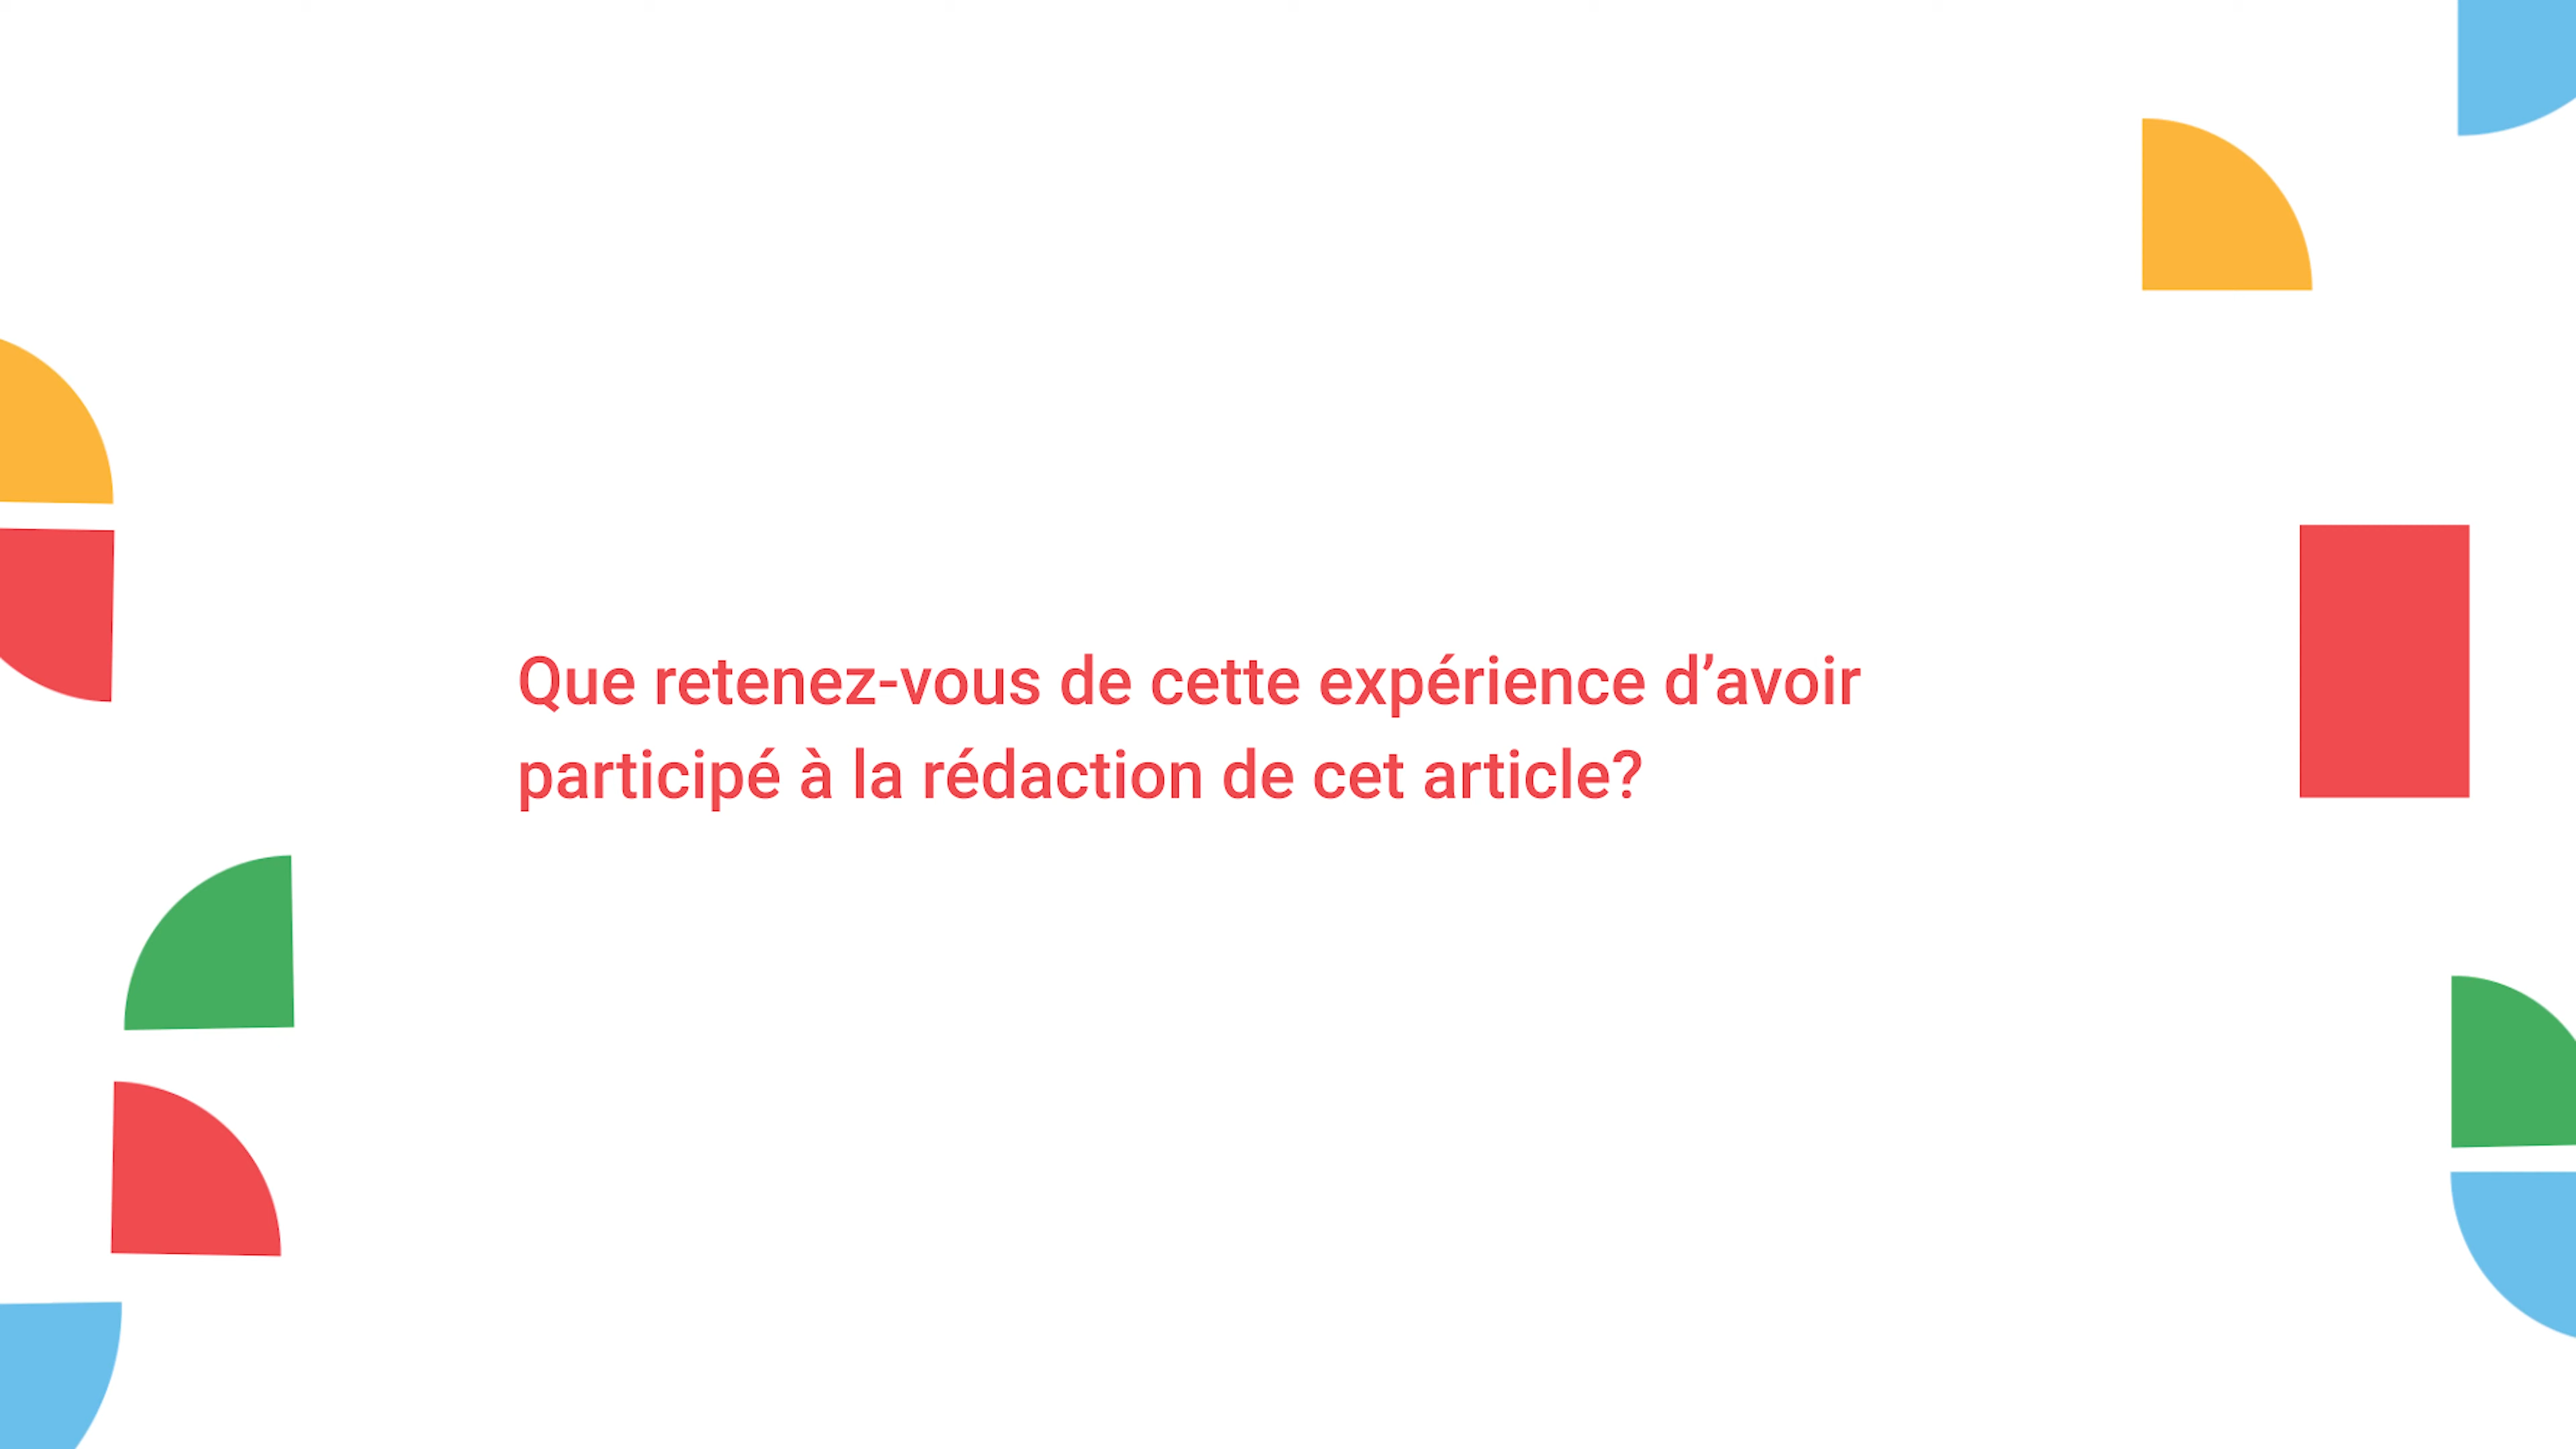 Que retenez-vous de cette expérience d’avoir
participé à la rédaction de cet article?